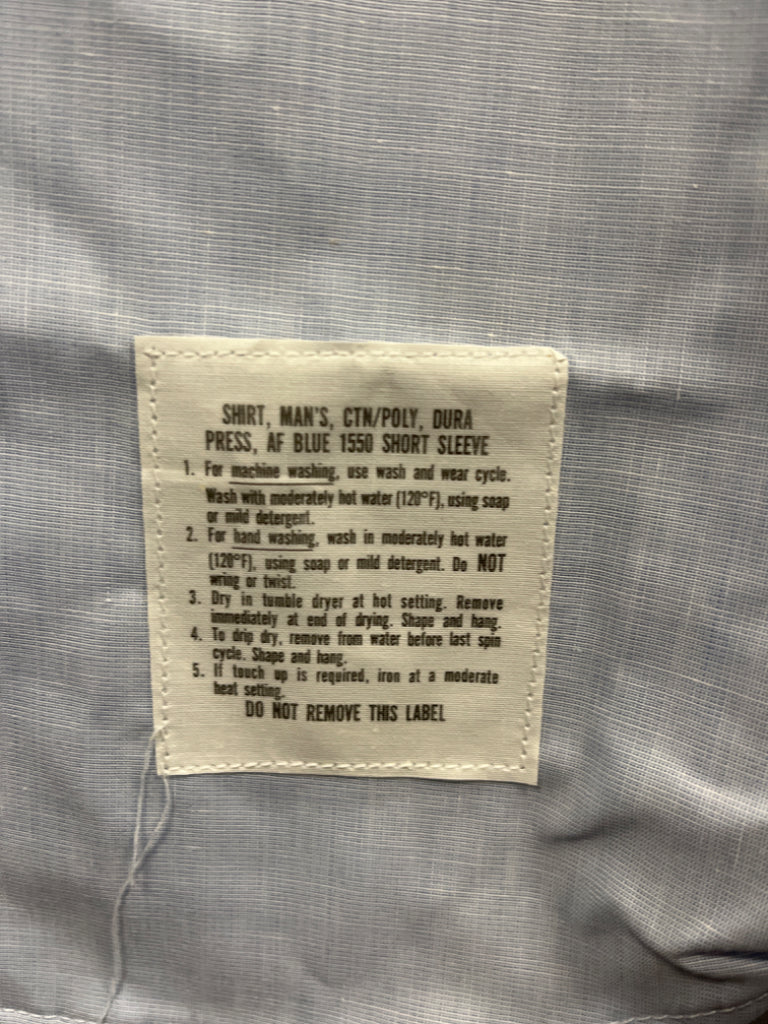 SHIRT, MAN'S, CTN/POLY, DURA
PRESS, AF BLUE 1550 SHORT SLEEVE
1. For machine washing, use wash and wear cycle.
Wash with moderately hot water (120°F), using soap
or mild detergent.
2. For hand washing, wash in moderately hot water
(120°F), using soap or mild detergent. Do NOT
wring or twist.
3. Dry in tumble dryer at hot setting. Remove
immediately at end of drying. Shape and hang.
4. To drip dry, remove from water before last spin
cycle. Shape and hang.
5. If touch up is required, iron at a moderate
heat setting.
DO NOT REMOVE THIS LABEL